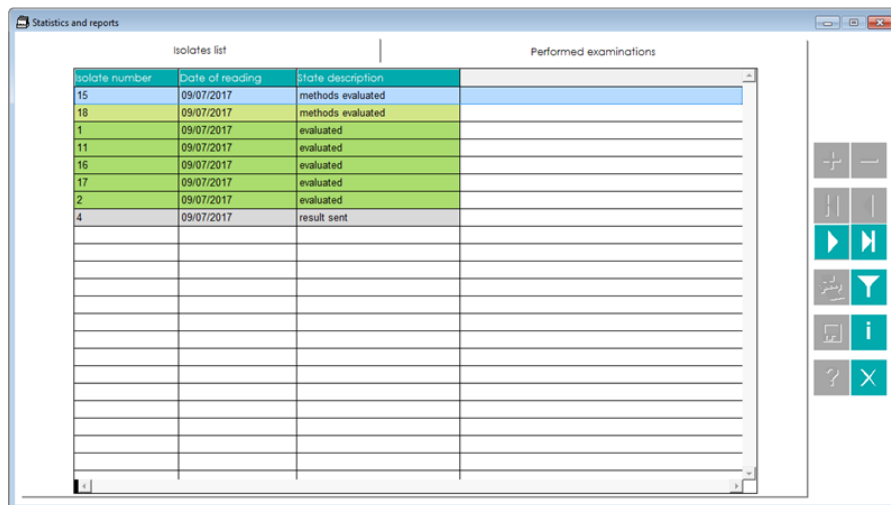 Statistics and reports
Isolates list Performed examinations
Isolate number Date of reading State description
15 09/07/2017 methods evaluated
18 09/07/2017 methods evaluated
1 09/07/2017 evaluated
11 09/07/2017 evaluated
16 09/07/2017 evaluated
17 09/07/2017 evaluated
2 09/07/2017 evaluated
4 09/07/2017 result sent